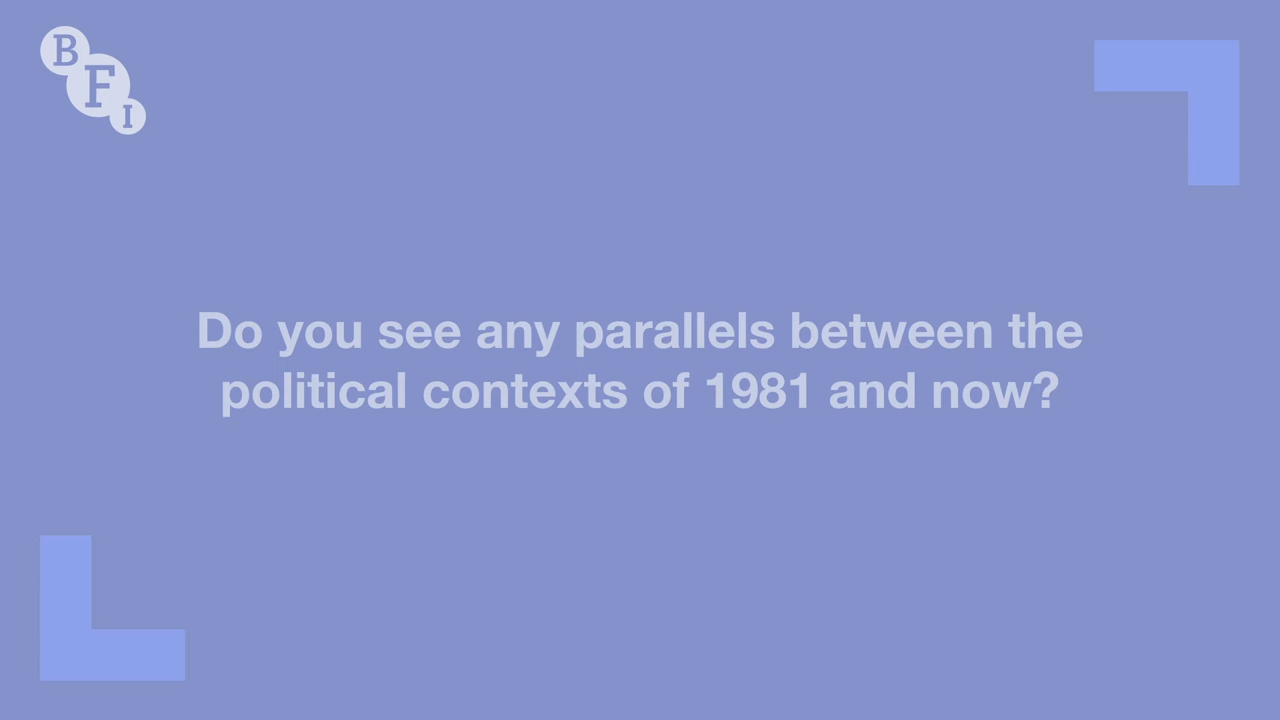 BFI
Do you see any parallels between the
political contexts of 1981 and now?